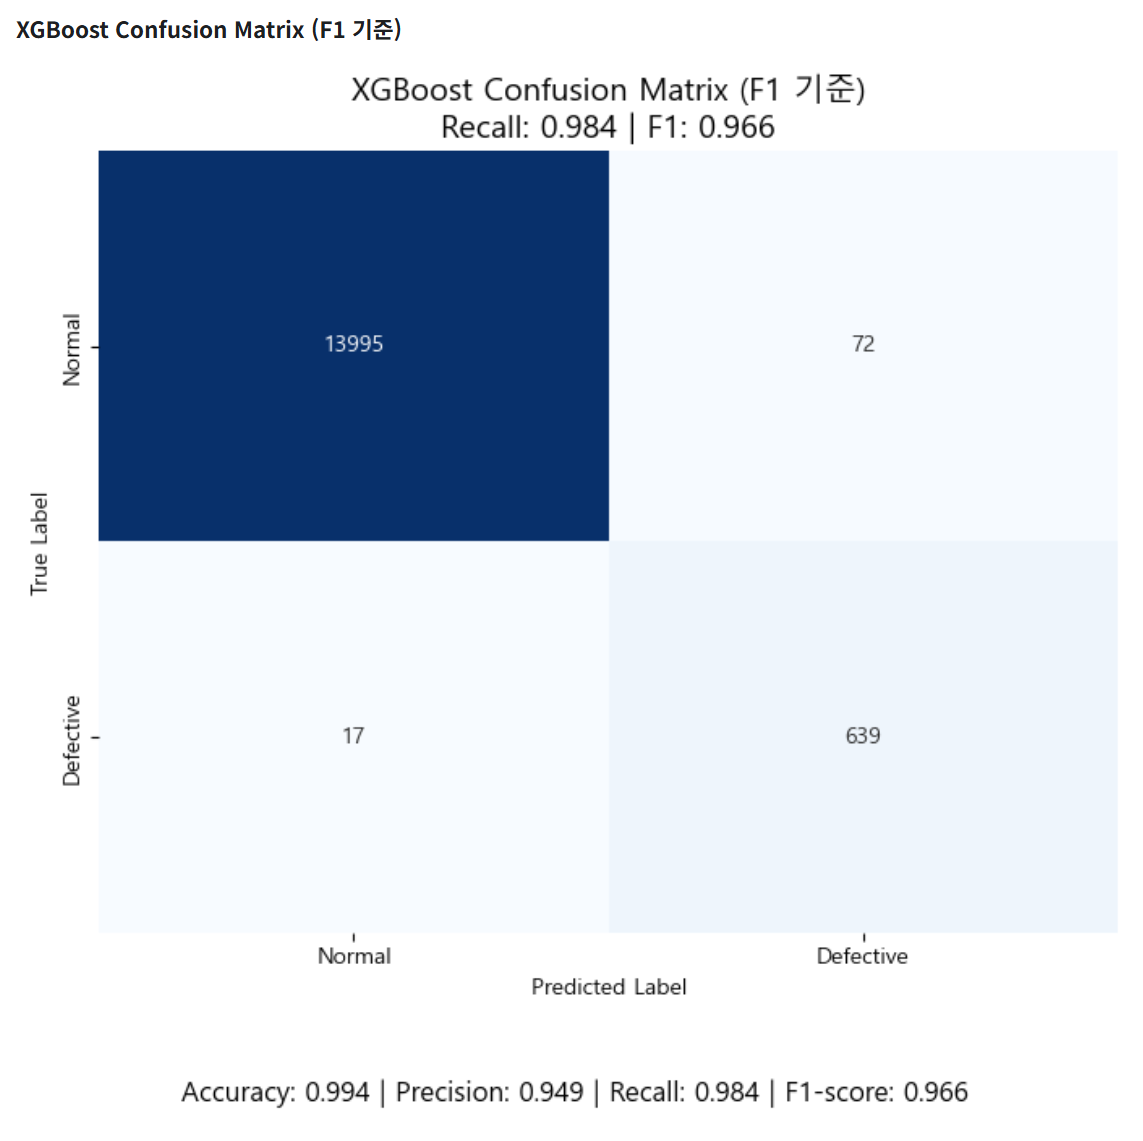 XGBoost Confusion Matrix (F1 기준)
XGBoost Confusion Matrix (F1 기준)
Recall: 0.984 | F1: 0.966
True Label
Normal
13995
72
Defective
17
639
Normal
Defective
Predicted Label
Accuracy: 0.994 | Precision: 0.949 | Recall: 0.984 | F1-score: 0.966